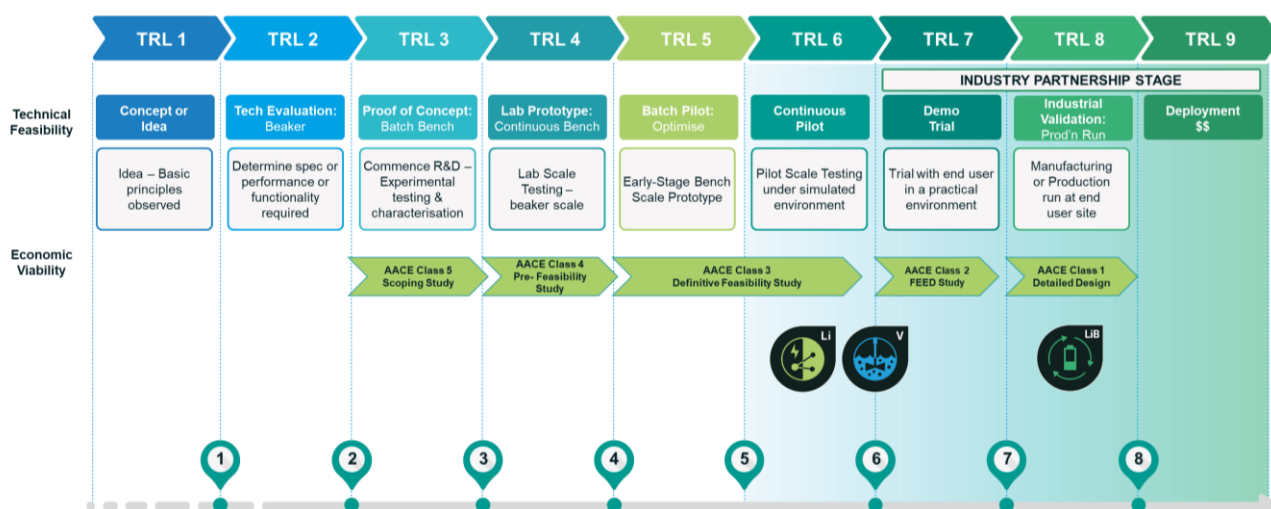 TRL 1
TRL 2
TRL 3
TRL 4
TRL 5
TRL 6
TRL 7
TRL 8
TRL 9
INDUSTRY PARTNERSHIP STAGE
Technical
Feasibility
Concept or
Idea
Tech Evaluation:
Beaker
Proof of Concept:
Batch Bench
Lab Prototype:
Continuous Bench
Batch Pilot:
Optimise
Continuous
Pilot
Demo
Trial
Industrial
Validation:
Prod'n Run
Deployment
$$
Idea – Basic
principles
observed
Determine spec or
performance or
functionality
required
Commence R&D –
Experimental
testing &
characterisation
Lab Scale
Testing –
beaker scale
Early-Stage Bench
Scale Prototype
Pilot Scale Testing
under simulated
environment
Trial with end user
in a practical
environment
Manufacturing
or Production
run at end
user site
Economic
Viability
AACE Class 5
Scoping Study
AACE Class 4
Pre- Feasibility
Study
AACE Class 3
Definitive Feasibility Study
AACE Class 2
FEED Study
AACE Class 1
Detailed Design
Li
V
LiB
1
2
3
4
5
6
7
8